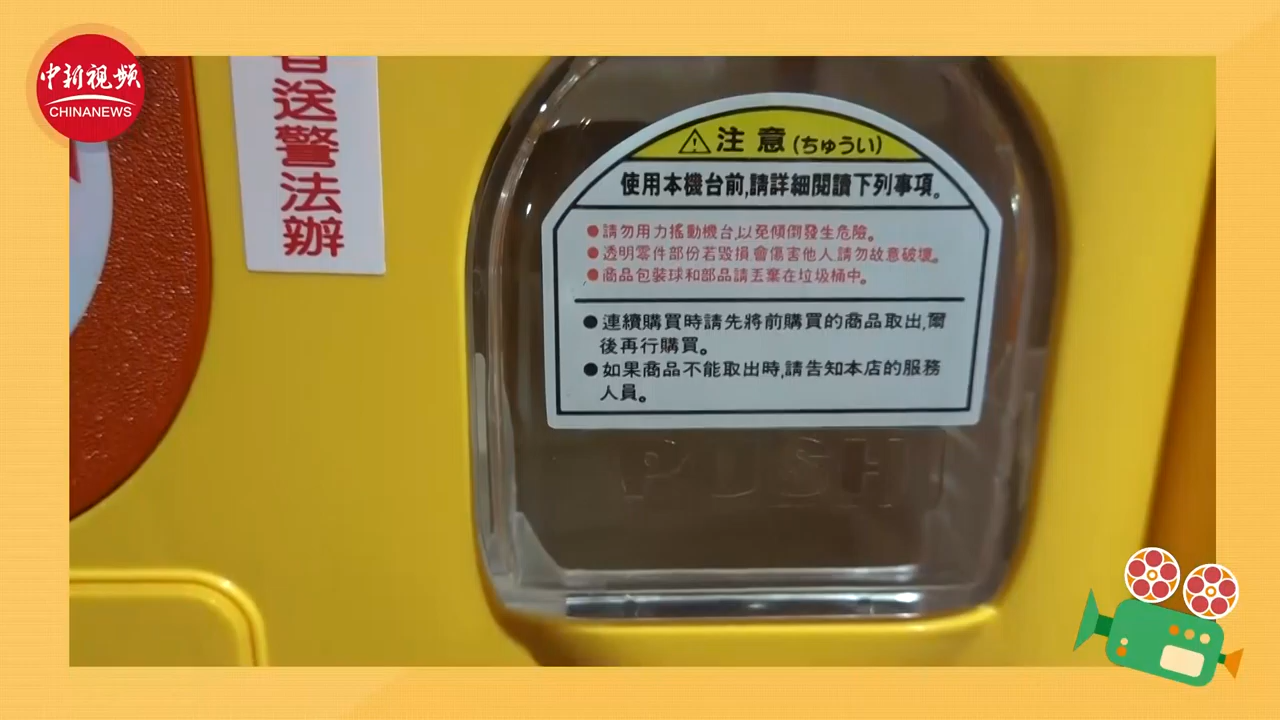 中新视频
CHINANEWS
送警法辦
注意(ちゅうい)
使用本機台前,請詳細閱讀下列事項。
●請勿用力搖動機台,以免傾倒發生危險。
●透明零件部份若毀損,會傷害他人,請勿故意破壞。
●商品包裝球和部品請丟棄在垃圾桶中。
●連續購買時請先將前購買的商品取出,爾
後再行購買。
●如果商品不能取出時,請告知本店的服務
人員。
PUSH